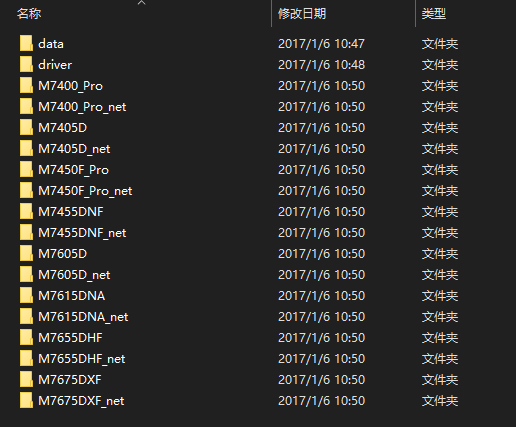 名称 修改日期 类型
data 2017/1/6 10:47 文件夹
driver 2017/1/6 10:48 文件夹
M7400_Pro 2017/1/6 10:50 文件夹
M7400_Pro_net 2017/1/6 10:50 文件夹
M7405D 2017/1/6 10:50 文件夹
M7405D_net 2017/1/6 10:50 文件夹
M7450F_Pro 2017/1/6 10:50 文件夹
M7450F_Pro_net 2017/1/6 10:50 文件夹
M7455DNF 2017/1/6 10:50 文件夹
M7455DNF_net 2017/1/6 10:50 文件夹
M7605D 2017/1/6 10:50 文件夹
M7605D_net 2017/1/6 10:50 文件夹
M7615DNA 2017/1/6 10:50 文件夹
M7615DNA_net 2017/1/6 10:50 文件夹
M7655DHF 2017/1/6 10:50 文件夹
M7655DHF_net 2017/1/6 10:50 文件夹
M7675DXF 2017/1/6 10:50 文件夹
M7675DXF_net 2017/1/6 10:50 文件夹